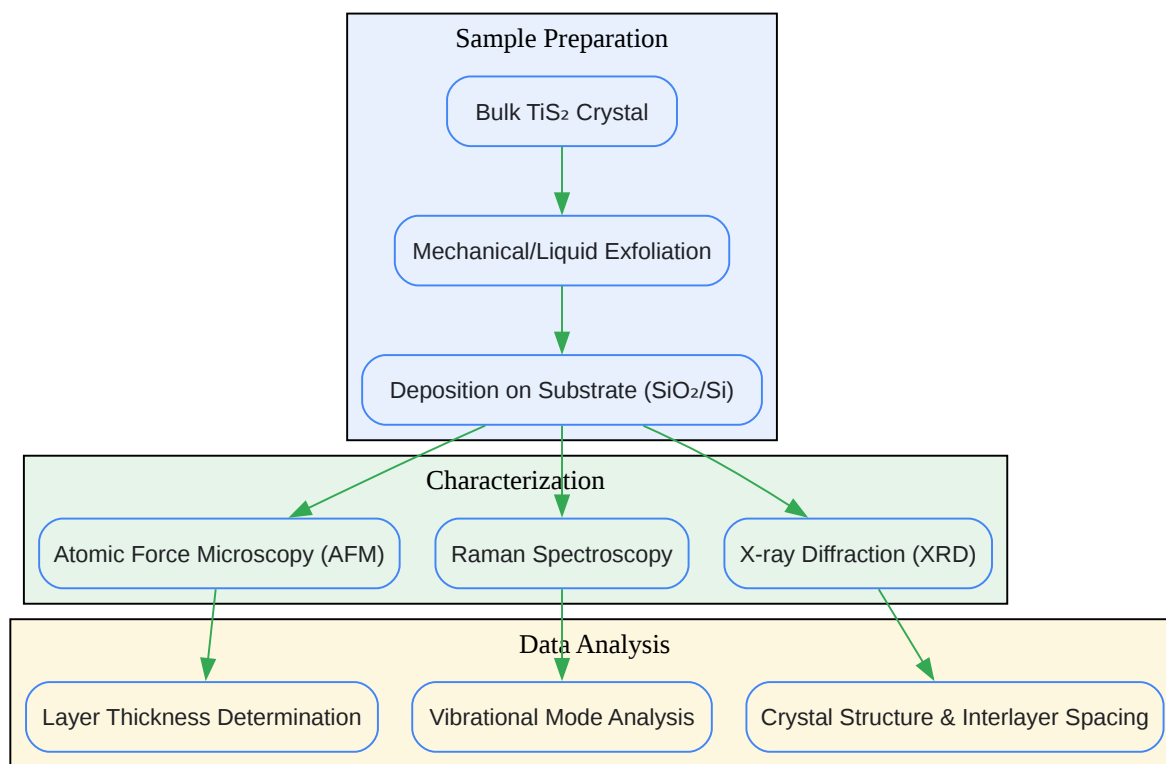 Sample Preparation
Bulk TiS₂ Crystal
Mechanical/Liquid Exfoliation
Deposition on Substrate (SiO₂/Si)
Characterization
Atomic Force Microscopy (AFM)
Raman Spectroscopy
X-ray Diffraction (XRD)
Data Analysis
Layer Thickness Determination
Vibrational Mode Analysis
Crystal Structure & Interlayer Spacing